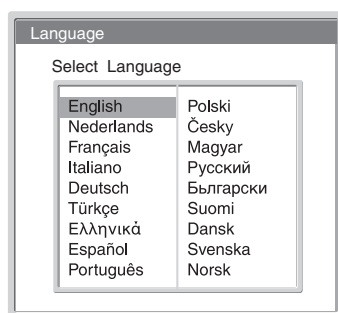 Language
Select Language
English
Nederlands
Français
Italiano
Deutsch
Türkçe
Ελληνικά
Español
Português
Polski
Česky
Magyar
Русский
Бьлгарски
Suomi
Dansk
Svenska
Norsk